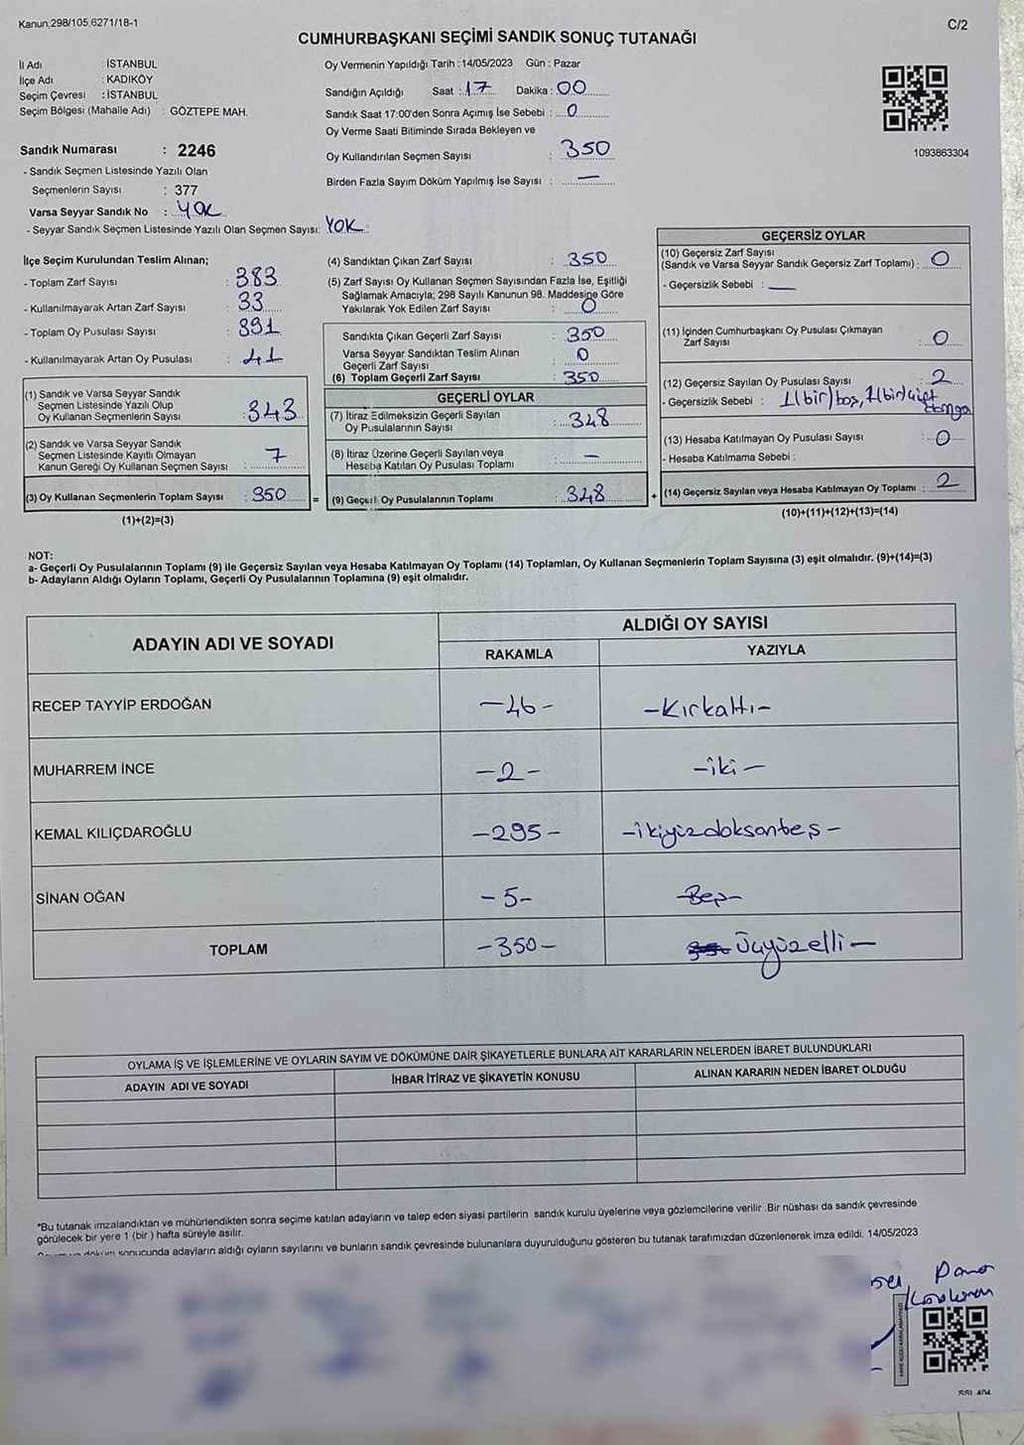 Kanun:298/105,6271/18-1
C/2
CUMHURBAŞKANI SEÇİMİ SANDIK SONUÇ TUTANAĞI
İl Adı : İSTANBUL
İlçe Adı : KADIKÖY
Seçim Çevresi : İSTANBUL
Seçim Bölgesi (Mahalle Adı) : GÖZTEPE MAH.
Oy Vermenin Yapıldığı Tarih : 14/05/2023 Gün : Pazar
Sandığın Açıldığı Saat : 17 Dakika : 00
Sandık Saat 17:00'den Sonra Açımış İse Sebebi : 0
Oy Verme Saati Bitiminde Sırada Bekleyen ve
Oy Kullandırılan Seçmen Sayısı : 350
Birden Fazla Sayım Döküm Yapılmış İse Sayısı : —
1093863304
Sandık Numarası : 2246
- Sandık Seçmen Listesinde Yazılı Olan
Seçmenlerin Sayısı : 377
Varsa Seyyar Sandık No : YOK
- Seyyar Sandık Seçmen Listesinde Yazılı Olan Seçmen Sayısı: YOK
İlçe Seçim Kurulundan Teslim Alınan;
- Toplam Zarf Sayısı : 383
- Kullanılmayarak Artan Zarf Sayısı : 33
- Toplam Oy Pusulası Sayısı : 391
- Kullanılmayarak Artan Oy Pusulası : 41
(1) Sandık ve Varsa Seyyar Sandık
Seçmen Listesinde Yazılı Olup
Oy Kullanan Seçmenlerin Sayısı : 343
(2) Sandık ve Varsa Seyyar Sandık
Seçmen Listesinde Kayıtlı Olmayan
Kanun Gereği Oy Kullanan Seçmen Sayısı : 7
(3) Oy Kullanan Seçmenlerin Toplam Sayısı : 350
(1)+(2)=(3)
=
(4) Sandıktan Çıkan Zarf Sayısı : 350
(5) Zarf Sayısı Oy Kullanan Seçmen Sayısından Fazla İse, Eşitliği
Sağlamak Amacıyla; 298 Sayılı Kanunun 98. Maddesine Göre
Yakılarak Yok Edilen Zarf Sayısı : 0
Sandıkta Çıkan Geçerli Zarf Sayısı : 350
Varsa Seyyar Sandıktan Teslim Alınan : 0
Geçerli Zarf Sayısı
(6) Toplam Geçerli Zarf Sayısı : 350
GEÇERLİ OYLAR
(7) İtiraz Edilmeksizin Geçerli Sayılan
Oy Pusulalarının Sayısı : 348
(8) İtiraz Üzerine Geçerli Sayılan veya
Hesaba Katılan Oy Pusulası Toplamı : —
(9) Geçerli Oy Pusulalarının Toplamı : 348
+
GEÇERSİZ OYLAR
(10) Geçersiz Zarf Sayısı
(Sandık ve Varsa Seyyar Sandık Geçersiz Zarf Toplamı) : 0
- Geçersizlik Sebebi : —
(11) İçinden Cumhurbaşkanı Oy Pusulası Çıkmayan
Zarf Sayısı : 0
(12) Geçersiz Sayılan Oy Pusulası Sayısı : 2
- Geçersizlik Sebebi : 1(bir) boş, 1(bir) çift
damga
(13) Hesaba Katılmayan Oy Pusulası Sayısı : 0
- Hesaba Katılmama Sebebi :
(14) Geçersiz Sayılan veya Hesaba Katılmayan Oy Toplamı : 2
(10)+(11)+(12)+(13)=(14)
NOT:
a- Geçerli Oy Pusulalarının Toplamı (9) ile Geçersiz Sayılan veya Hesaba Katılmayan Oy Toplamı (14) Toplamları, Oy Kullanan Seçmenlerin Toplam Sayısına (3) eşit olmalıdır. (9)+(14)=(3)
b- Adayların Aldığı Oyların Toplamı, Geçerli Oy Pusulalarının Toplamına (9) eşit olmalıdır.
ADAYIN ADI VE SOYADI
ALDIĞI OY SAYISI
RAKAMLA YAZIYLA
RECEP TAYYİP ERDOĞAN -46- -Kırkaltı-
MUHARREM İNCE -2- -iki-
KEMAL KILIÇDAROĞLU -295- -ikiyüzdoksanbeş-
SİNAN OĞAN -5- -Beş-
TOPLAM -350- Üçyüzelli-
OYLAMA İŞ VE İŞLEMLERİNE VE OYLARIN SAYIM VE DÖKÜMÜNE DAİR ŞİKAYETLERLE BUNLARA AİT KARARLARIN NELERDEN İBARET BULUNDUKLARI
ADAYIN ADI VE SOYADI İHBAR İTİRAZ VE ŞİKAYETİN KONUSU ALINAN KARARIN NEDEN İBARET OLDUĞU
*Bu tutanak imzalandıktan ve mühürlendikten sonra seçime katılan adayların ve talep eden siyasi partilerin sandık kurulu üyelerine veya gözlemcilerine verilir .Bir nüshası da sandık çevresinde
görülecek bir yere 1 (bir ) hafta süreyle asılır.
sonucunda adayların aldığı oyların sayılarını ve bunların sandık çevresinde bulunanlara duyurulduğunu gösteren bu tutanak tarafımızdan düzenlenerek imza edildi. 14/05/2023